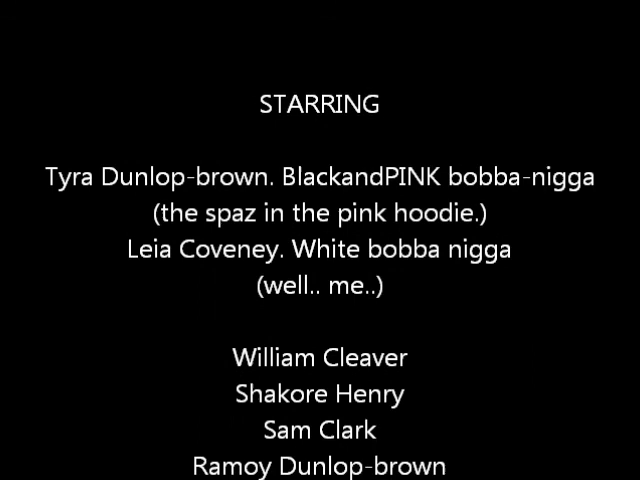 STARRING
Tyra Dunlop-brown. BlackandPINK bobba-nigga
(the spaz in the pink hoodie.)
Leia Coveney. White bobba nigga
(well.. me..)
William Cleaver
Shakore Henry
Sam Clark
Ramoy Dunlop-brown